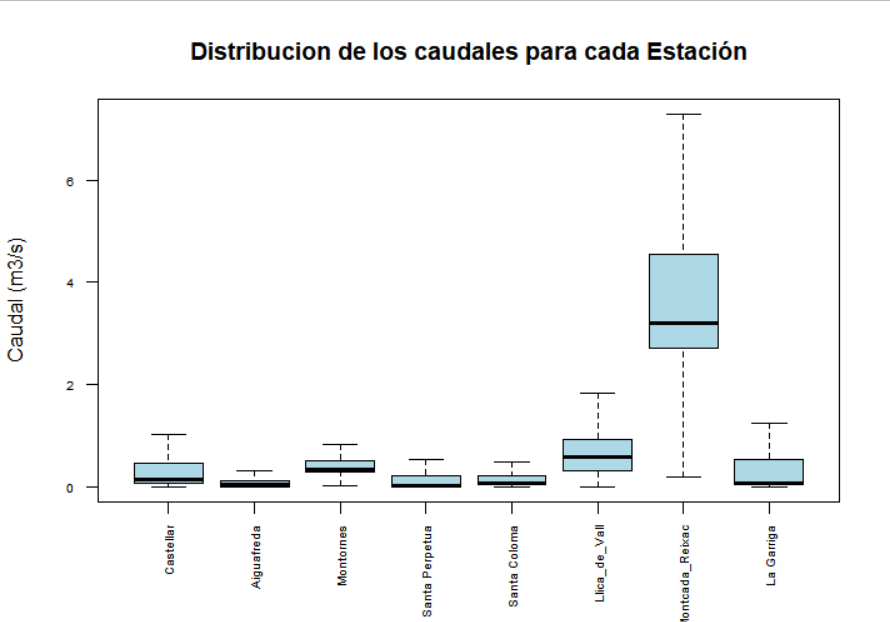 Distribucion de los caudales para cada Estación
Caudal (m3/s)
6
4
2
0
Castellar
Aiguafreda
Montornes
Santa Perpetua
Santa Coloma
Llica_de_Vall
Montcada_Reixac
La Garriga